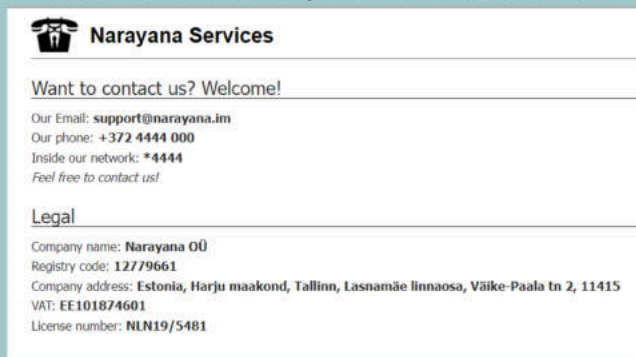 Narayana Services
Want to contact us? Welcome!
Our Email: support@narayana.im
Our phone: +372 4444 000
Inside our network: *4444
Feel free to contact us!
Legal
Company name: Narayana OÜ
Registry code: 12779661
Company address: Estonia, Harju maakond, Tallinn, Lasnamäe linnaosa, Väike-Paala tn 2, 11415
VAT: EE101874601
License number: NLN19/5481